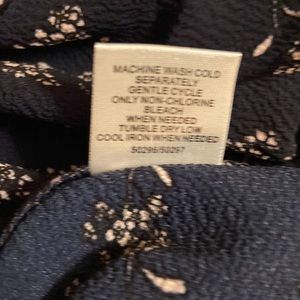 MACHINE WASH COLD
SEPARATELY
GENTLE CYCLE
ONLY NON-CHLORINE
BLEACH
WHEN NEEDED
TUMBLE DRY LOW
COOL IRON WHEN NEEDED
50296/50297